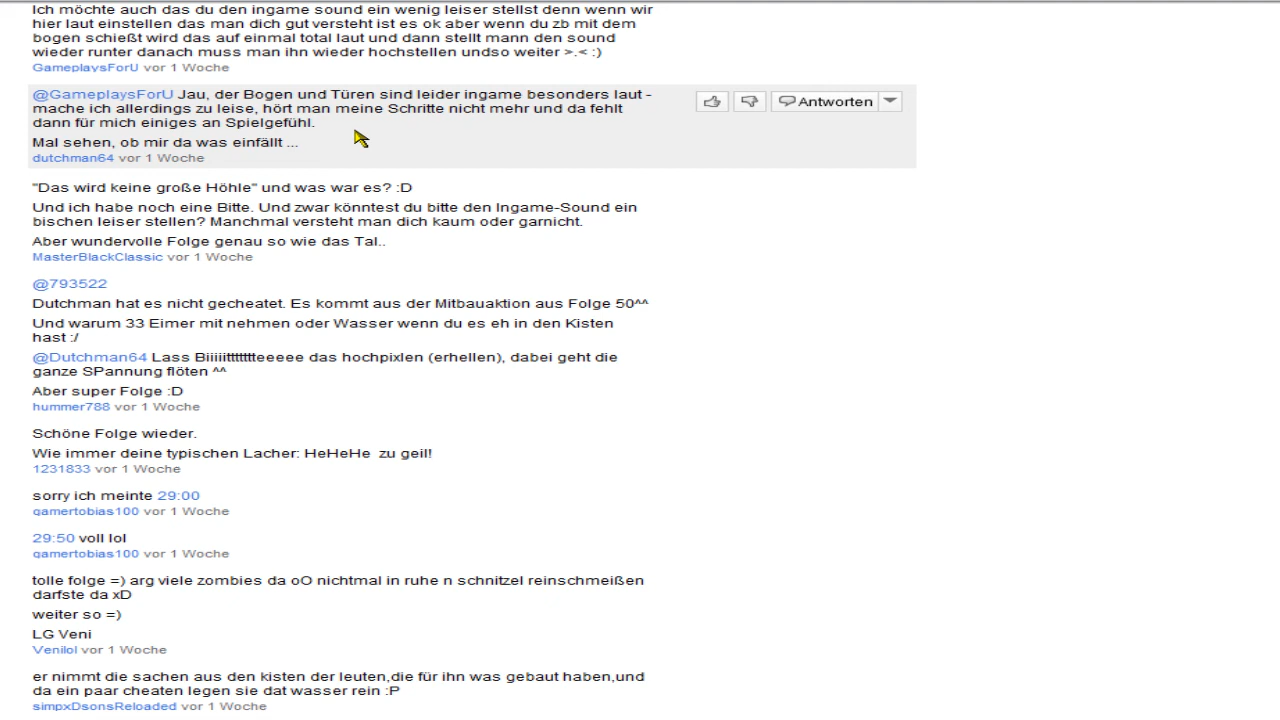 Ich möchte auch das du den ingame sound ein wenig leiser stellst denn wenn wir
hier laut einstellen das man dich gut versteht ist es ok aber wenn du zb mit dem
bogen schießt wird das auf einmal total laut und dann stellt mann den sound
wieder runter danach muss man ihn wieder hochstellen undso weiter >.< :)
GameplaysForU vor 1 Woche
@GameplaysForU Jau, der Bogen und Türen sind leider ingame besonders laut -
mache ich allerdings zu leise, hört man meine Schritte nicht mehr und da fehlt
dann für mich einiges an Spielgefühl.
Mal sehen, ob mir da was einfällt ...
dutchman64 vor 1 Woche
Antworten
"Das wird keine große Höhle" und was war es? :D
Und ich habe noch eine Bitte. Und zwar könntest du bitte den Ingame-Sound ein
bischen leiser stellen? Manchmal versteht man dich kaum oder garnicht.
Aber wundervolle Folge genau so wie das Tal..
MasterBlackClassic vor 1 Woche
@793522
Dutchman hat es nicht gecheatet. Es kommt aus der Mitbauaktion aus Folge 50^^
Und warum 33 Eimer mit nehmen oder Wasser wenn du es eh in den Kisten
hast :/
@Dutchman64 Lass Biiiiittttttteeeee das hochpixlen (erhellen), dabei geht die
ganze SPannung flöten ^^
Aber super Folge :D
hummer788 vor 1 Woche
Schöne Folge wieder.
Wie immer deine typischen Lacher: HeHeHe zu geil!
1231833 vor 1 Woche
sorry ich meinte 29:00
gamertobias100 vor 1 Woche
29:50 voll lol
gamertobias100 vor 1 Woche
tolle folge =) arg viele zombies da oO nichtmal in ruhe n schnitzel reinschmeißen
darfste da xD
weiter so =)
LG Veni
Venilol vor 1 Woche
er nimmt die sachen aus den kisten der leuten,die für ihn was gebaut haben,und
da ein paar cheaten legen sie dat wasser rein :P
simpxDsonsReloaded vor 1 Woche